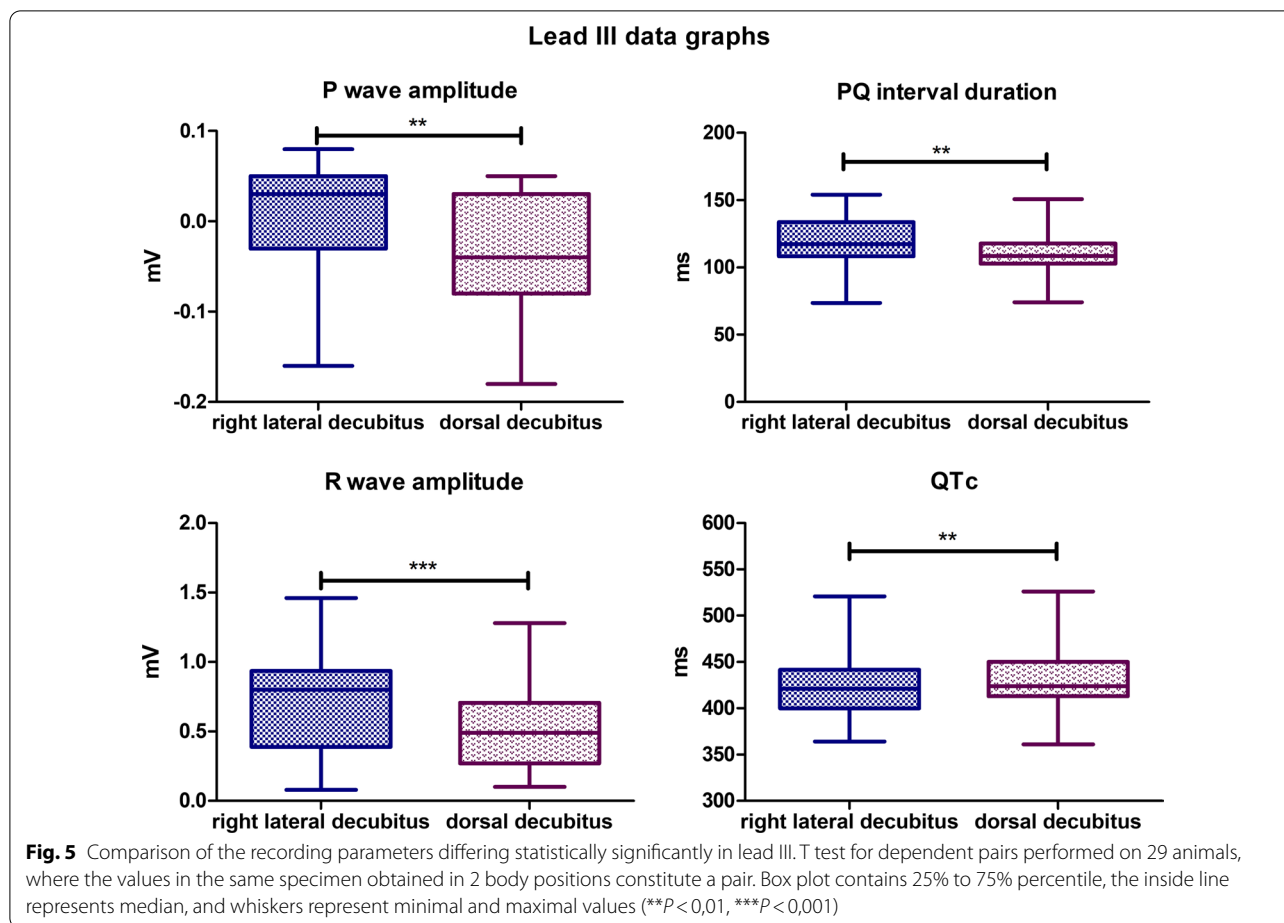 Lead III data graphs
P wave amplitude
**
0.1
0.0
-0.1
-0.2
mV
right lateral decubitus dorsal decubitus
PQ interval duration
**
200
150
100
50
0
ms
right lateral decubitus dorsal decubitus
R wave amplitude
***
2.0
1.5
1.0
0.5
0.0
mV
right lateral decubitus dorsal decubitus
QTc
**
600
550
500
450
400
350
300
ms
right lateral decubitus dorsal decubitus
Fig. 5 Comparison of the recording parameters differing statistically significantly in lead III. T test for dependent pairs performed on 29 animals,
where the values in the same specimen obtained in 2 body positions constitute a pair. Box plot contains 25% to 75% percentile, the inside line
represents median, and whiskers represent minimal and maximal values (**P < 0,01, ***P < 0,001)